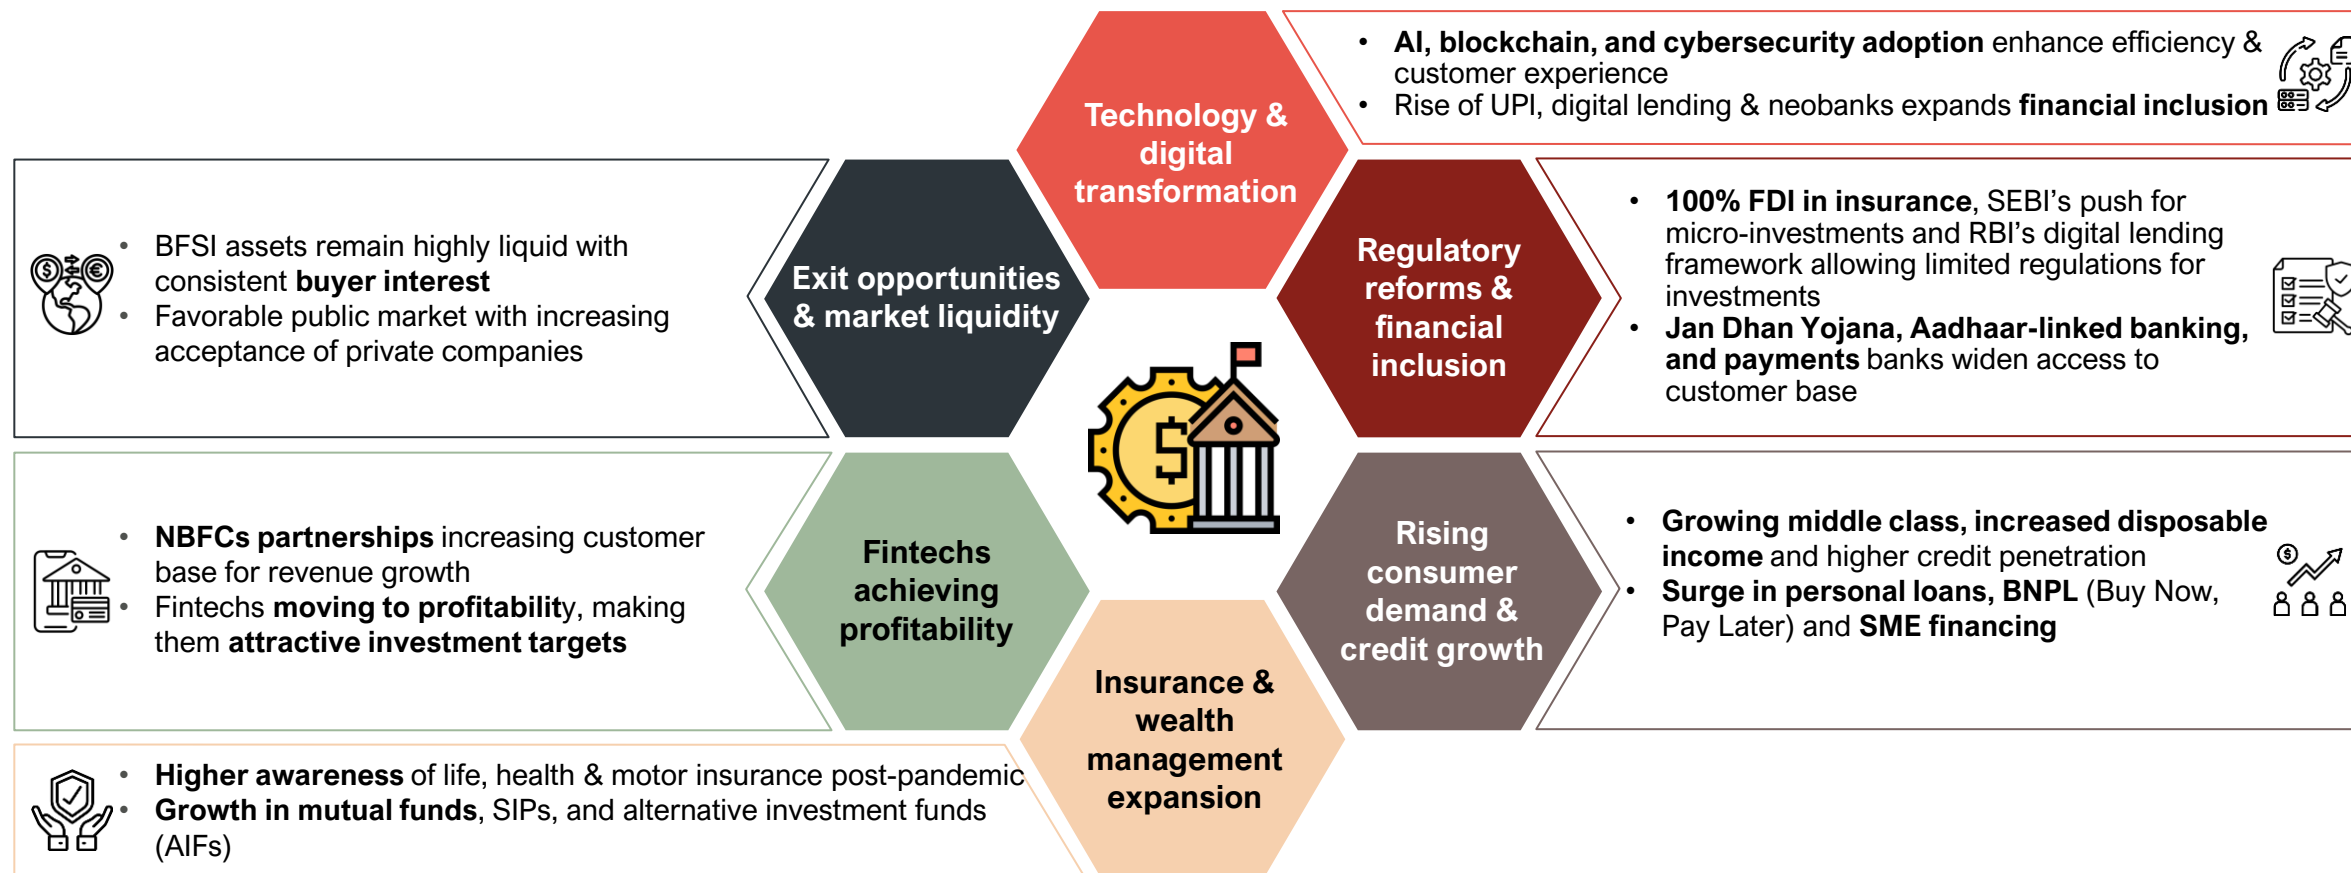 Technology &
digital
transformation
• AI, blockchain, and cybersecurity adoption enhance efficiency &
customer experience
• Rise of UPI, digital lending & neobanks expands financial inclusion
Exit opportunities
& market liquidity
• BFSI assets remain highly liquid with
consistent buyer interest
• Favorable public market with increasing
acceptance of private companies
Regulatory
reforms &
financial
inclusion
• 100% FDI in insurance, SEBI’s push for
micro-investments and RBI’s digital lending
framework allowing limited regulations for
investments
• Jan Dhan Yojana, Aadhaar-linked banking,
and payments banks widen access to
customer base
Fintechs
achieving
profitability
• NBFCs partnerships increasing customer
base for revenue growth
• Fintechs moving to profitability, making
them attractive investment targets
Rising
consumer
demand &
credit growth
• Growing middle class, increased disposable
income and higher credit penetration
• Surge in personal loans, BNPL (Buy Now,
Pay Later) and SME financing
Insurance &
wealth
management
expansion
• Higher awareness of life, health & motor insurance post-pandemic
• Growth in mutual funds, SIPs, and alternative investment funds
(AIFs)